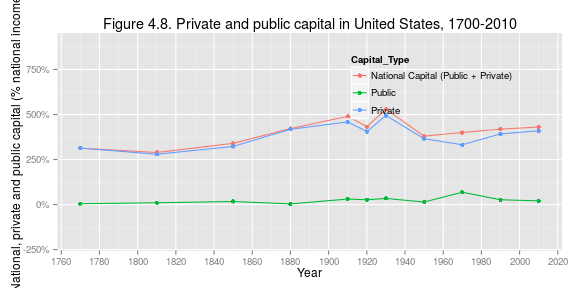 Figure 4.8. Private and public capital in United States, 1700-2010
National, private and public capital (% national income
Capital_Type
National Capital (Public + Private)
Public
Private
750%
500%
250%
0%
-250%
1760 1780 1800 1820 1840 1860 1880 1900 1920 1940 1960 1980 2000 2020
Year